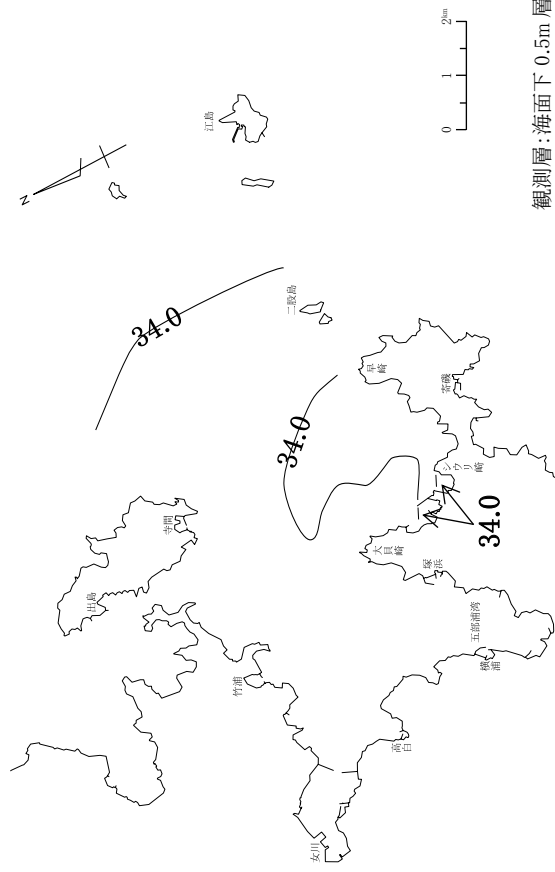 N
江島
0 1 2km
34.0
二股島
34.0
早崎
寄磯
シウリ崎
34.0
寺間
出島
大貝崎
塚浜
五部浦湾
横浦
竹浦
高白
女川
観測層:海面下 0.5m 層